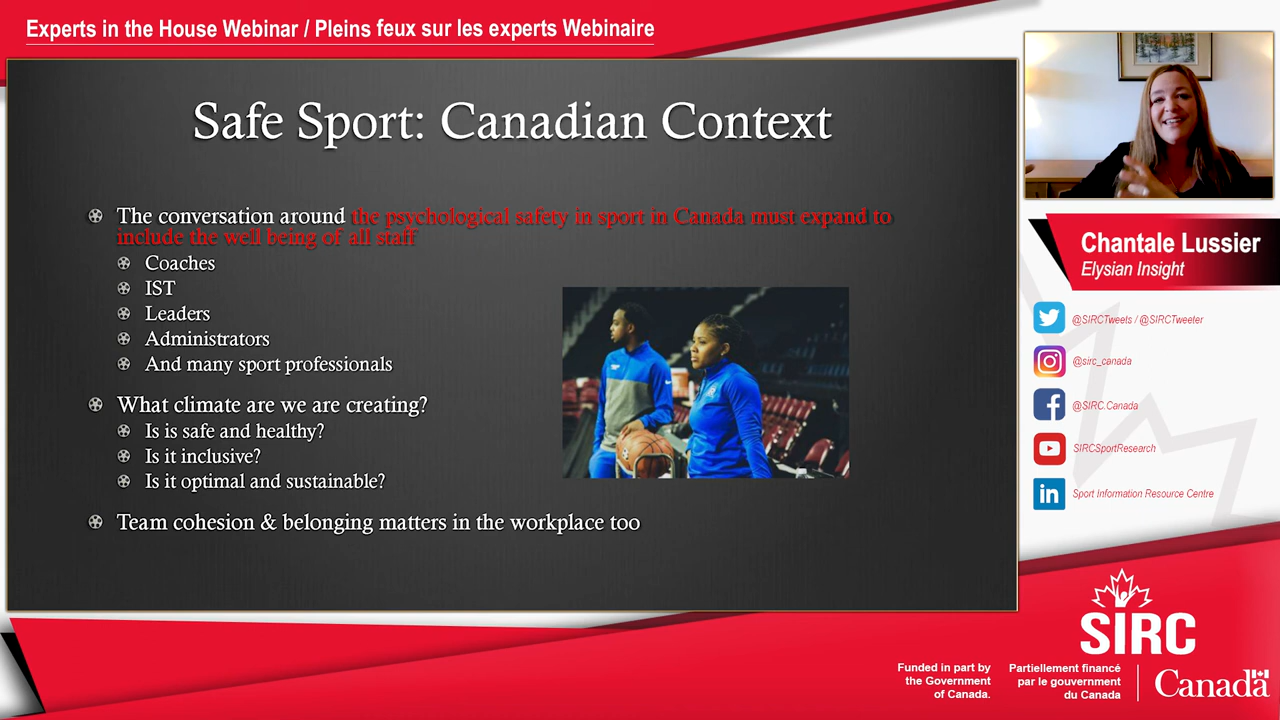 Experts in the House Webinar / Pleins feux sur les experts Webinaire
Safe Sport: Canadian Context
The conversation around the psychological safety in sport in Canada must expand to
include the well being of all staff
Coaches
IST
Leaders
Administrators
And many sport professionals
What climate are we are creating?
Is is safe and healthy?
Is it inclusive?
Is it optimal and sustainable?
Team cohesion & belonging matters in the workplace too
Chantale Lussier
Elysian Insight
@SIRCTweets / @SIRCTweeter
@sirc_canada
@SIRC.Canada
SIRCSportResearch
in
Sport Information Resource Centre
SIRC
Funded in part by
the Government
of Canada.
Partiellement financé
par le gouvernment
du Canada
Canada